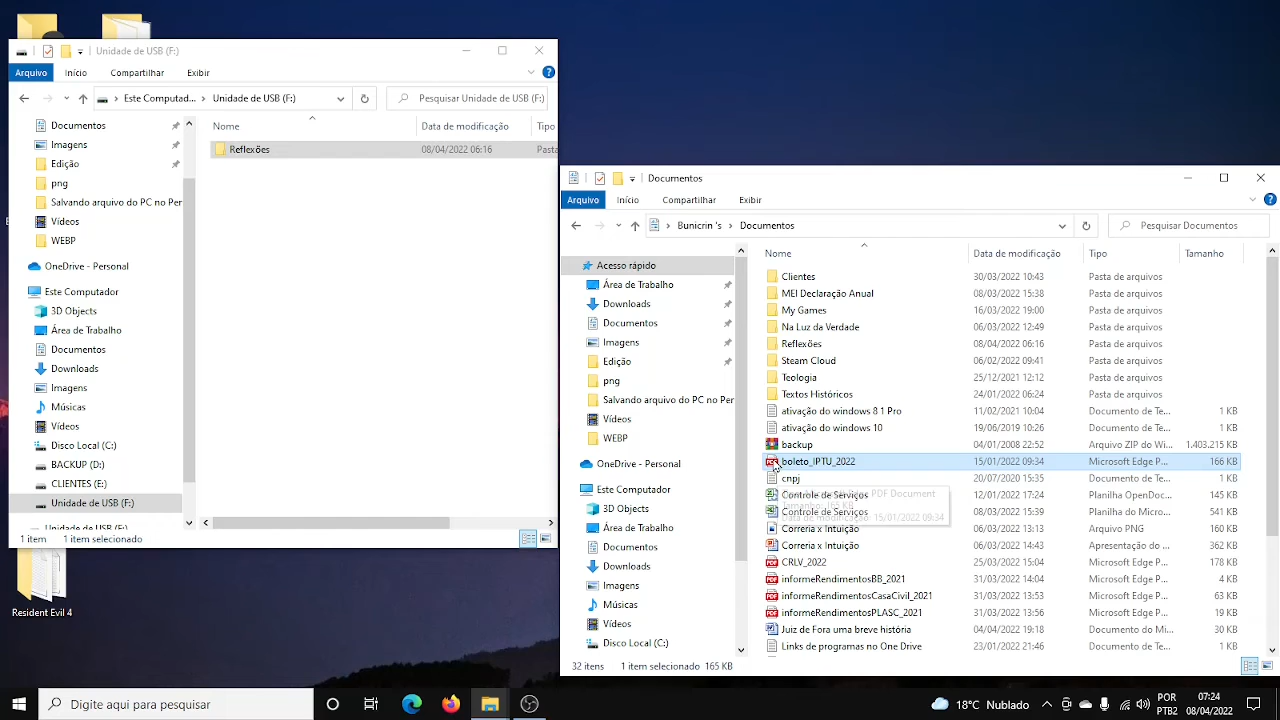 Unidade de USB (F:)
Arquivo Início Compartilhar Exibir
Este Computad... Unidade de USB (F:) Pesquisar Unidade de USB (F:)
Documentos
Imagens
Edição
png
Salvando arquivo do PC no Per
Vídeos
WEBP
OneDrive - Personal
Este Computador
3D Objects
Área de Trabalho
Documentos
Downloads
Imagens
Músicas
Vídeos
Disco Local (C:)
BACKUP (D:)
CLIENTES (E:)
Unidade de USB (F:)
Unidade de USB (F:)
Nome Data de modificação Tipo
Reflexões 08/04/2022 06:16 Pasta
1 item 1 item selecionado
Resident Evil 4
Documentos
Arquivo Início Compartilhar Exibir
Bunicrin 's Documentos Pesquisar Documentos
Acesso rápido
Área de Trabalho
Downloads
Documentos
Imagens
Edição
png
Salvando arquivo do PC no Per
Vídeos
WEBP
OneDrive - Personal
Este Computador
3D Objects
Área de Trabalho
Documentos
Downloads
Imagens
Músicas
Vídeos
Disco Local (C:)
Nome Data de modificação Tipo Tamanho
Clientes 30/03/2022 10:43 Pasta de arquivos
MEI Declaração Anual 08/03/2022 15:38 Pasta de arquivos
My Games 16/03/2022 19:00 Pasta de arquivos
Na Luz da Verdade 06/03/2022 12:49 Pasta de arquivos
Reflexões 08/04/2022 06:16 Pasta de arquivos
Steam Cloud 06/02/2022 09:41 Pasta de arquivos
Teologia 25/12/2021 12:12 Pasta de arquivos
Textos Históricos 24/01/2022 06:24 Pasta de arquivos
ativação do windows 8 1 Pro 11/02/2021 18:04 Documento de Te... 1 KB
ativação do windows 10 19/06/2019 10:26 Documento de Te... 1 KB
backup 04/01/2008 22:52 Arquivo ZIP do Wi... 1.403.215 KB
boleto_IPTU_2022 15/01/2022 09:34 Microsoft Edge P... 166 KB
cnpj 20/07/2020 15:35 Documento de Te... 1 KB
Controle de Serviços PDF Document 12/01/2022 17:24 Planilha OpenDoc... 145 KB
Controle de Serviços 08/03/2022 13:39 Planilha do Micro... 541 KB
Data de modificação: 15/01/2022 09:34
Correria x Intuição 06/03/2022 13:13 Arquivo PNG 160 KB
Correria x Intuição 06/03/2022 14:43 Apresentação do ... 362 KB
CRLV_2022 25/03/2022 15:04 Microsoft Edge P... 178 KB
informeRendimentosBB_2021 31/03/2022 14:04 Microsoft Edge P... 4 KB
informeRendimentosCasaCivil_2021 31/03/2022 13:53 Microsoft Edge P... 63 KB
informeRendimentosPLASC_2021 31/03/2022 13:56 Microsoft Edge P... 19 KB
Juiz de Fora uma breve história 04/04/2022 19:18 Documento do Mi... 30 KB
Links de programas no One Drive 23/01/2022 21:46 Documento de Te... 1 KB
32 itens 1 item selecionado 165 KB
Digite aqui para pesquisar
18°C Nublado
POR
PTB2
07:24
08/04/2022